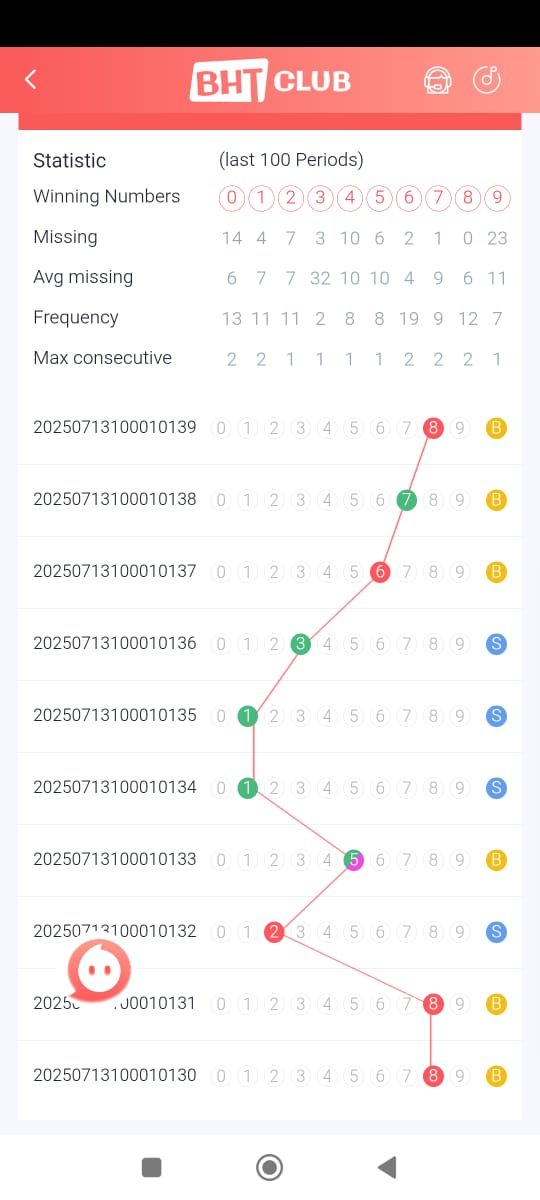 BHT CLUB
Statistic (last 100 Periods)
Winning Numbers 0 1 2 3 4 5 6 7 8 9
Missing 14 4 7 3 10 6 2 1 0 23
Avg missing 6 7 7 32 10 10 4 9 6 11
Frequency 13 11 11 2 8 8 19 9 12 7
Max consecutive 2 2 1 1 1 1 2 2 2 1
20250713100010139 0 1 2 3 4 5 6 7 8 9 B
20250713100010138 0 1 2 3 4 5 6 7 8 9 B
20250713100010137 0 1 2 3 4 5 6 7 8 9 B
20250713100010136 0 1 2 3 4 5 6 7 8 9 S
20250713100010135 0 1 2 3 4 5 6 7 8 9 S
20250713100010134 0 1 2 3 4 5 6 7 8 9 S
20250713100010133 0 1 2 3 4 5 6 7 8 9 B
20250713100010132 0 1 2 3 4 5 6 7 8 9 S
0 1 2 3 4 5 6 7 8 9 B
20250713100010130 0 1 2 3 4 5 6 7 8 9 B